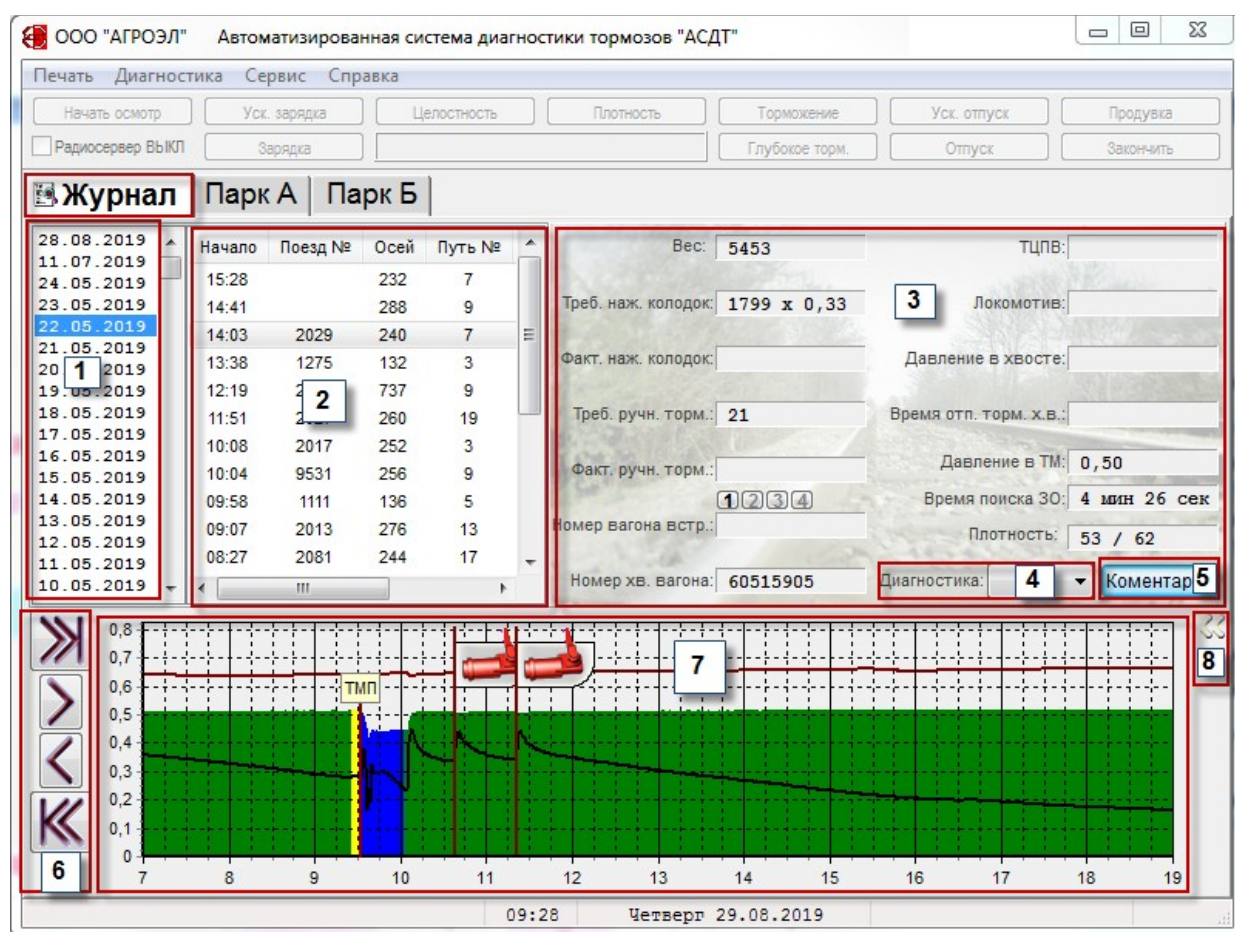 ООО "АГРОЭЛ" Автоматизированная система диагностики тормозов "АСДТ"
Печать Диагностика Сервис Справка
Начать осмотр Уск. зарядка Целостность Плотность Торможение Уск. отпуск Продувка
Радиосервер ВЫКЛ Зарядка Глубокое торм. Отпуск Закончить
Журнал Парк А Парк Б
28.08.2019
11.07.2019
24.05.2019
23.05.2019
22.05.2019
21.05.2019
20. 1 2019
19.05.2019
18.05.2019
17.05.2019
16.05.2019
15.05.2019
14.05.2019
13.05.2019
12.05.2019
11.05.2019
10.05.2019
Начало Поезд № Осей Путь №
15:28 232 7
14:41 288 9
14:03 2029 240 7
13:38 1275 132 3
12:19 2 737 9
11:51 260 19
10:08 2017 252 3
10:04 9531 256 9
09:58 1111 136 5
09:07 2013 276 13
08:27 2081 244 17
Вес: 5453 ТЦПВ:
Треб. наж. колодок: 1799 x 0,33 3 Локомотив:
Факт. наж. колодок: Давление в хвосте:
Треб. ручн. торм.: 21 Время отп. торм. х.в.:
Факт. ручн. торм.: Давление в ТМ: 0,50
1 2 3 4 Время поиска ЗО: 4 мин 26 сек
Номер вагона встр.: Плотность: 53 / 62
Номер хв. вагона: 60515905 Диагностика: 4 Коментар 5
0,8
0,7 7 8
0,6 ТМП
0,5
0,4
0,3
0,2
0,1
0
6
7 8 9 10 11 12 13 14 15 16 17 18 19
09:28 Четверг 29.08.2019